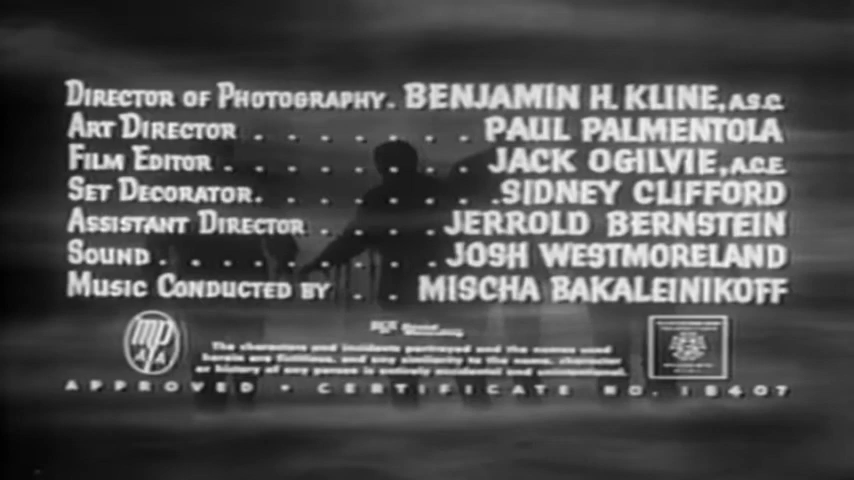 DIRECTOR OF PHOTOGRAPHY. BENJAMIN H. KLINE, A.S.C.
ART DIRECTOR . . . . . . . PAUL PALMENTOLA
FILM EDITOR . . . . . . . . JACK OGILVIE, A.C.E.
SET DECORATOR. . . . . . . . SIDNEY CLIFFORD
ASSISTANT DIRECTOR . . . . JERROLD BERNSTEIN
SOUND . . . . . . . . . JOSH WESTMORELAND
MUSIC CONDUCTED BY . . . MISCHA BAKALEINIKOFF
MPAA
The characters and incidents portrayed and the names used
herein are fictitious, and any similarity to the name, character
or history of any person is entirely accidental and unintentional.
APPROVED • CERTIFICATE NO. 18407